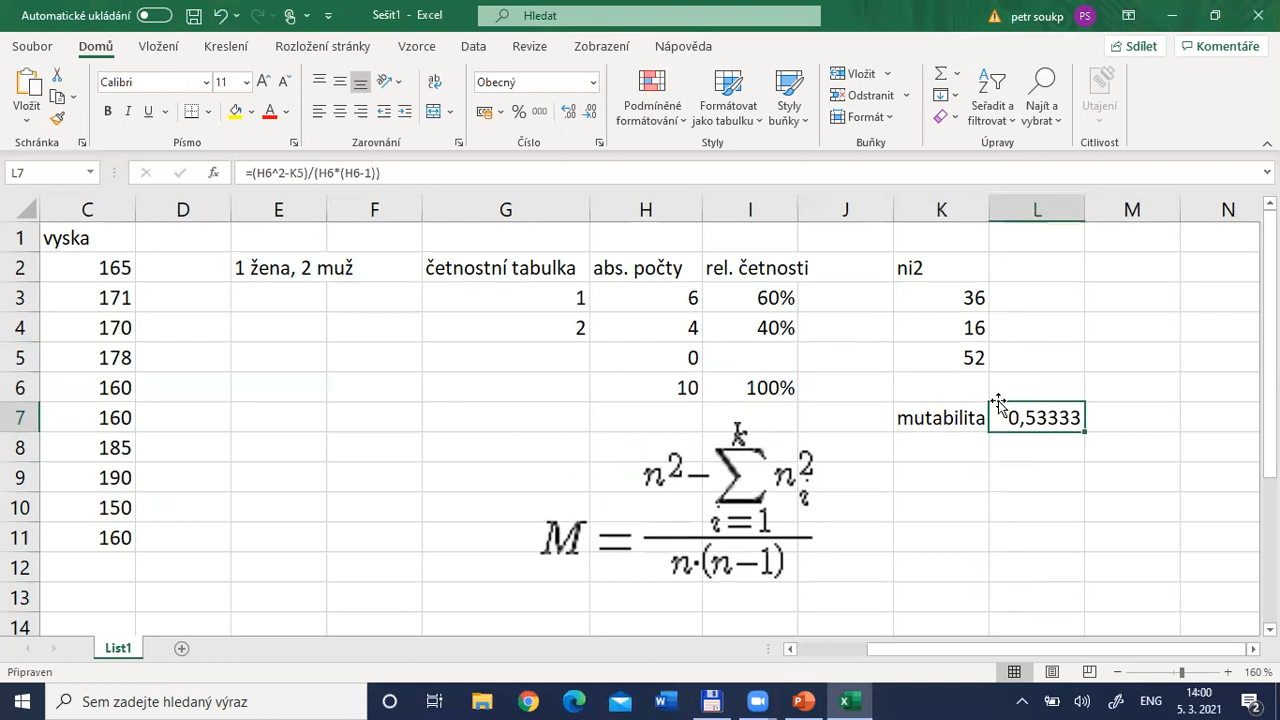 Automatické ukládání
Sešit1 - Excel
Hledat
petr soukp
PS
Soubor Domů Vložení Kreslení Rozložení stránky Vzorce Data Revize Zobrazení Nápověda
Sdílet Komentáře
Vložit
Calibri 11
B I U
Obecný
% 000
Podmíněné formátování
Formátovat jako tabulku
Styly buňky
Vložit
Odstranit
Formát
Seřadit a filtrovat
Najít a vybrat
Utajení
Schránka Písmo Zarovnání Číslo Styly Buňky Úpravy Citlivost
L7 fx =(H6^2-K5)/(H6*(H6-1))
C D E F G H I J K L M N
1 vyska
2 165 1 žena, 2 muž četnostní tabulka abs. počty rel. četnosti ni2
3 171 1 6 60% 36
4 170 2 4 40% 16
5 178 0 52
6 160 10 100%
7 160 mutabilita 0,53333
8 185
9 190
10 150
11 160
12
13
14
M = (n² − ∑ᵢ₌₁ᵏ nᵢ²) / (n·(n−1))
List1
Připraven
160 %
Sem zadejte hledaný výraz
ENG
14:00
5. 3. 2021
2